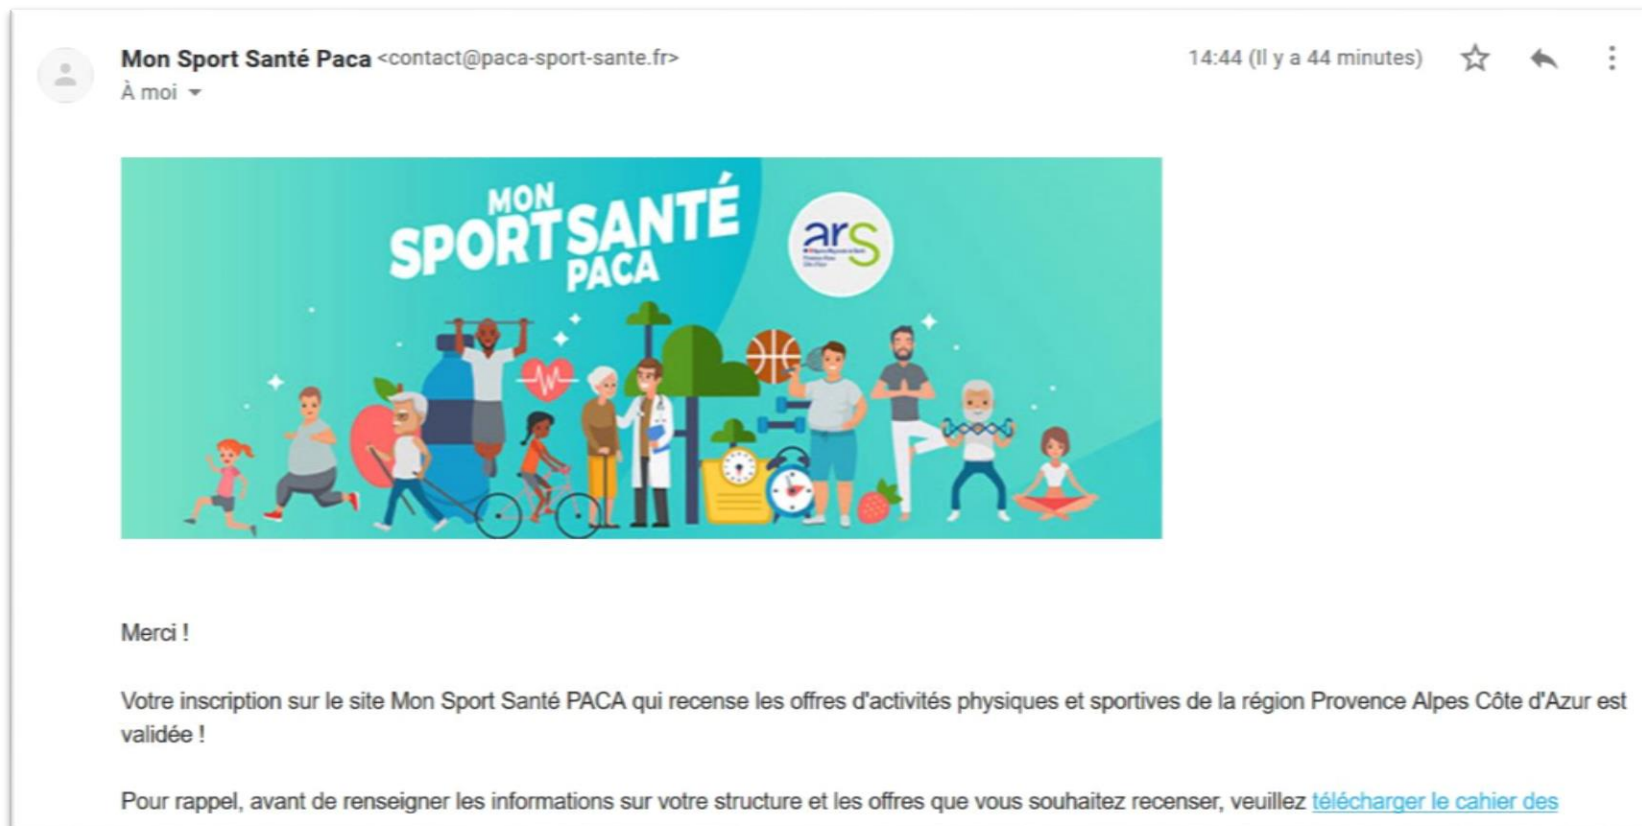 Mon Sport Santé Paca <contact@paca-sport-sante.fr>
14:44 (Il y a 44 minutes)
À moi
MON
SPORT SANTÉ
PACA
ars
Merci !
Votre inscription sur le site Mon Sport Santé PACA qui recense les offres d'activités physiques et sportives de la région Provence Alpes Côte d'Azur est
validée !
Pour rappel, avant de renseigner les informations sur votre structure et les offres que vous souhaitez recenser, veuillez télécharger le cahier des